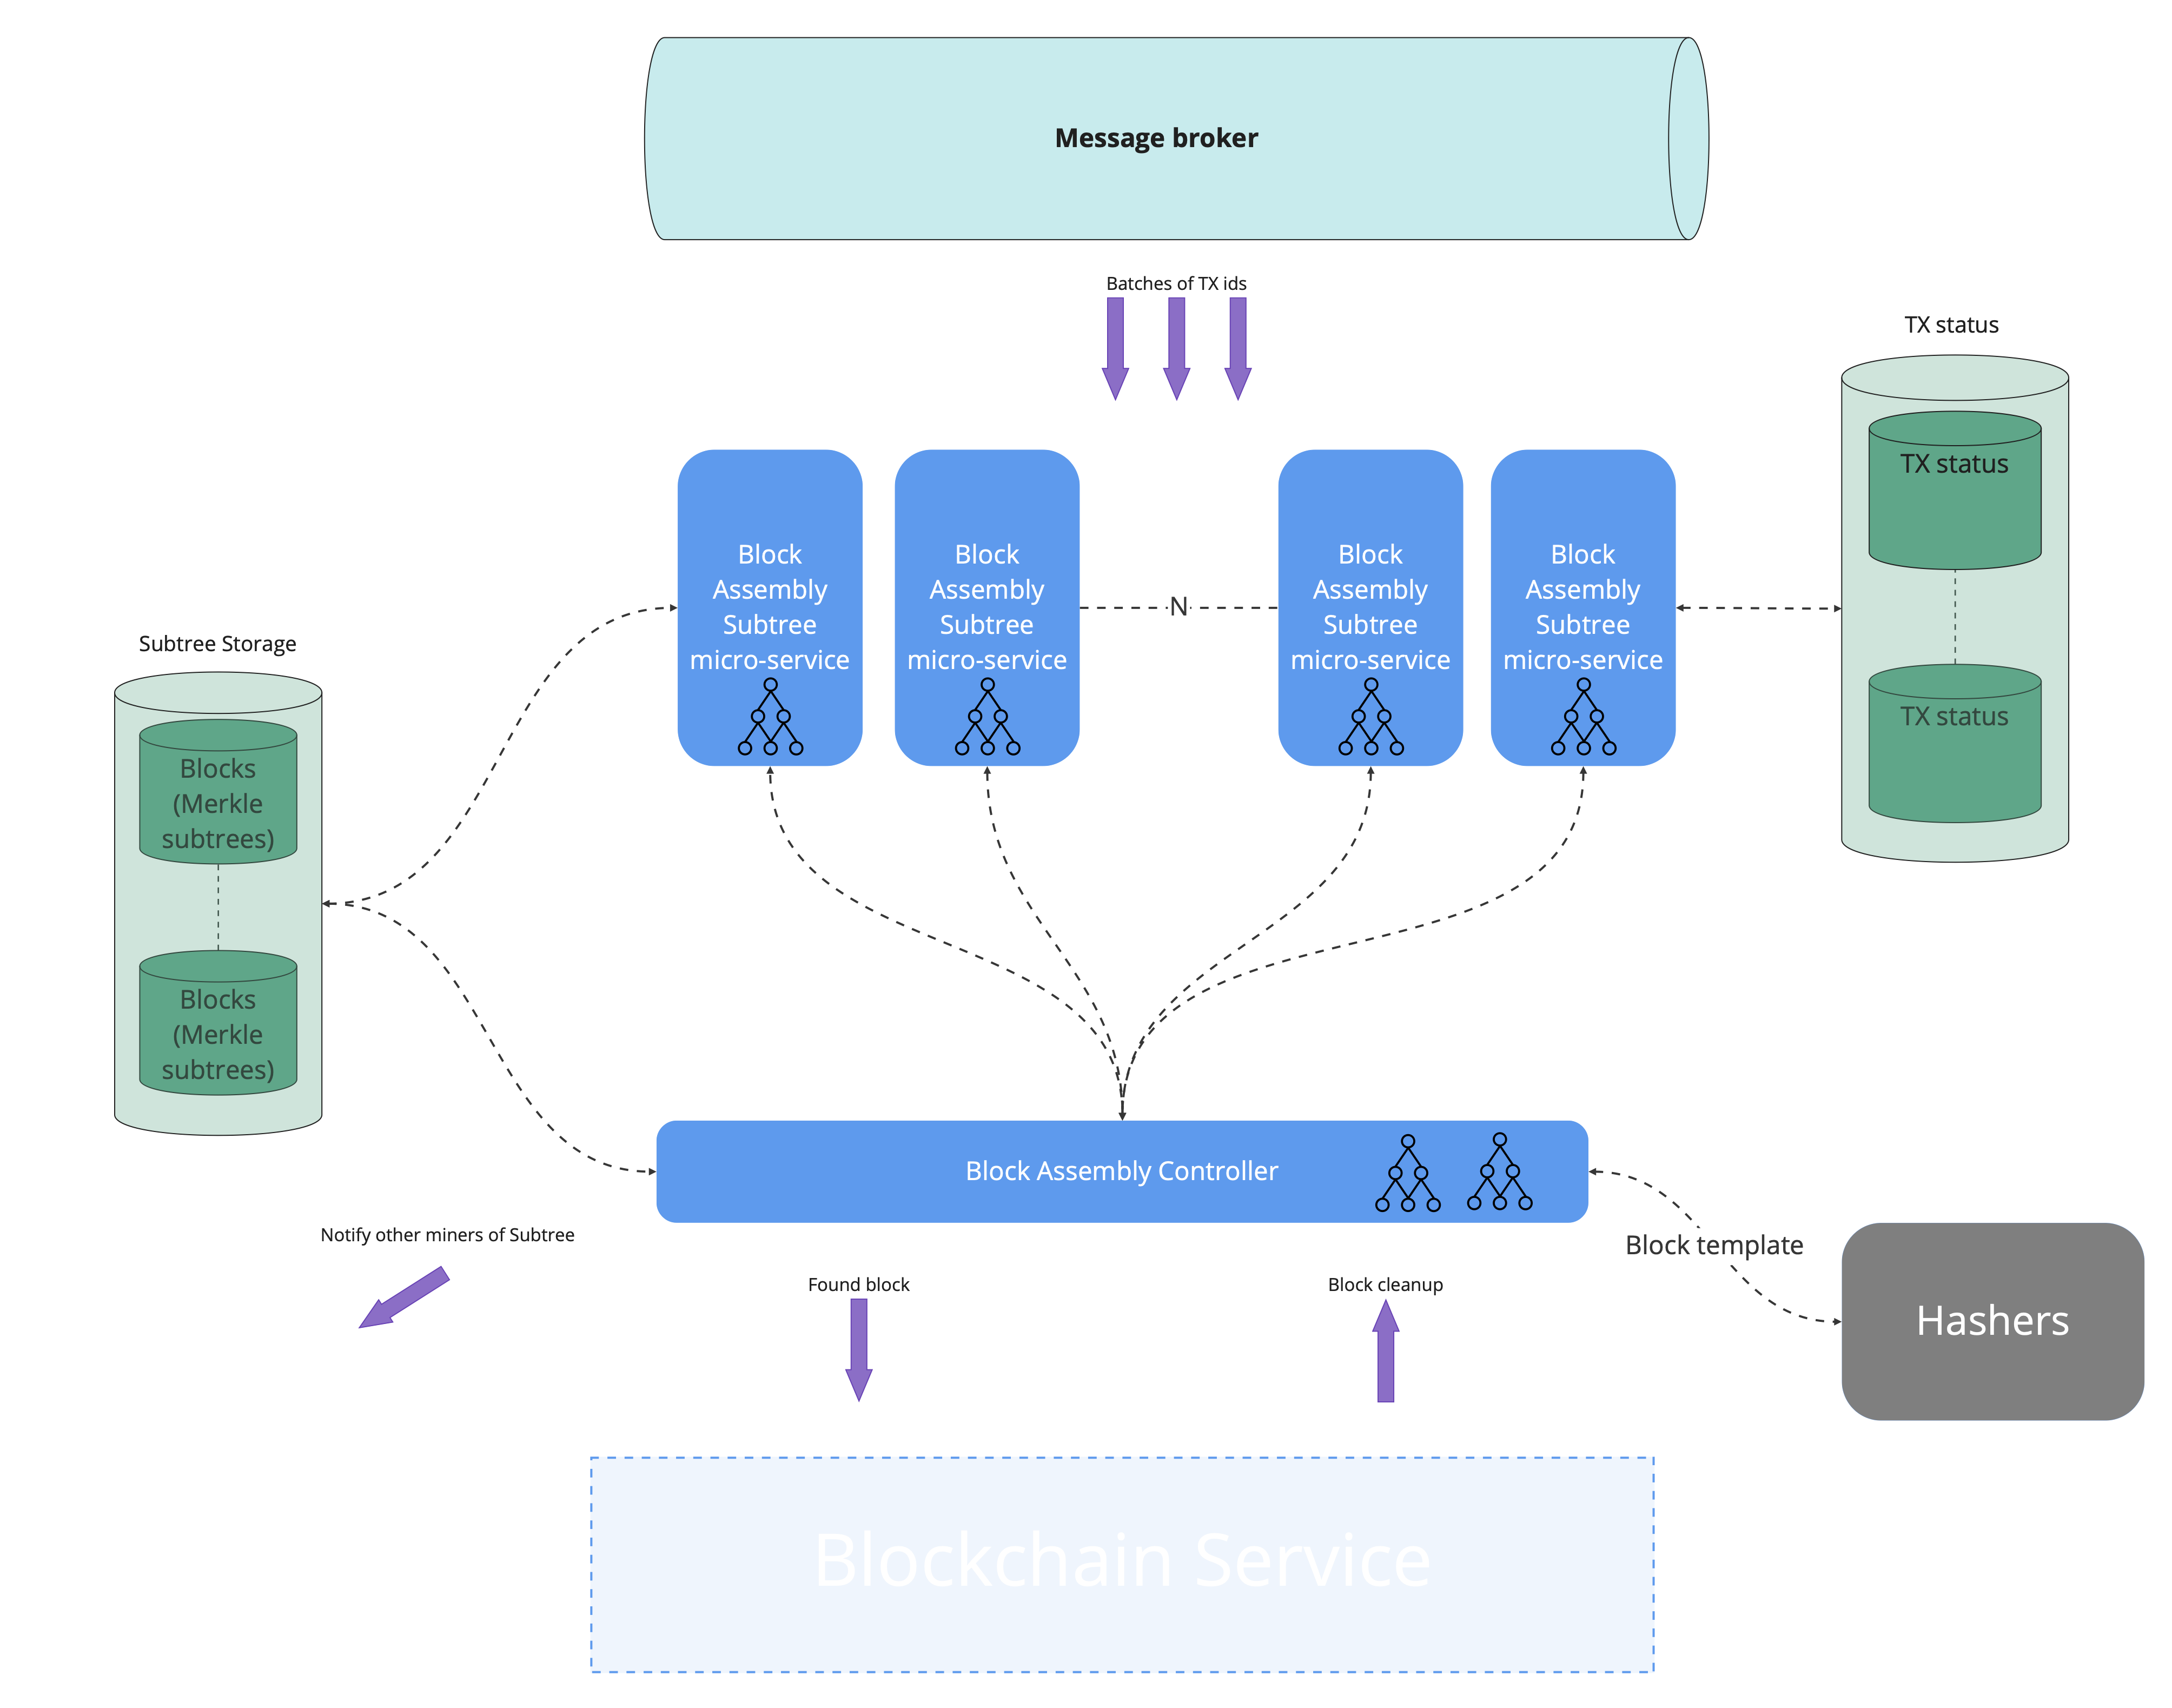 Message broker
Batches of TX ids
TX status
TX status
TX status
Block
Assembly
Subtree
micro-service
Block
Assembly
Subtree
micro-service
N
Block
Assembly
Subtree
micro-service
Block
Assembly
Subtree
micro-service
Subtree Storage
Blocks
(Merkle
subtrees)
Blocks
(Merkle
subtrees)
Block Assembly Controller
Notify other miners of Subtree
Found block
Block cleanup
Block template
Hashers
Blockchain Service